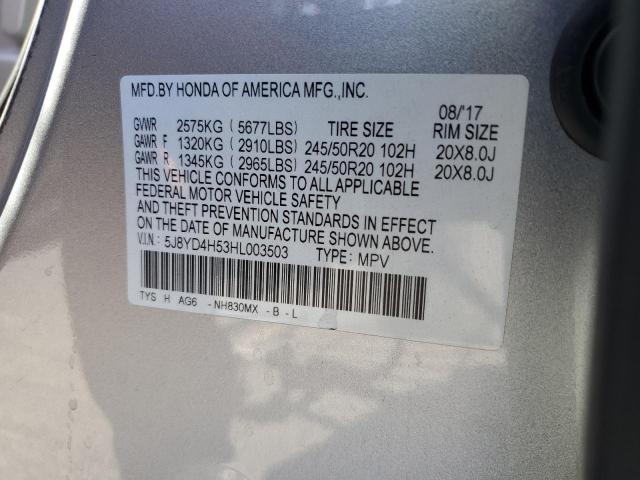 MFD.BY HONDA OF AMERICA MFG.,INC.
08/'17
GVWR 2575KG ( 5677LBS) TIRE SIZE RIM SIZE
GAWR F 1320KG ( 2910LBS) 245/50R20 102H 20X8.0J
GAWR R 1345KG ( 2965LBS) 245/50R20 102H 20X8.0J
THIS VEHICLE CONFORMS TO ALL APPLICABLE
FEDERAL MOTOR VEHICLE SAFETY
AND THEFT PREVENTION STANDARDS IN EFFECT
ON THE DATE OF MANUFACTURE SHOWN ABOVE.
V.I.N.: 5J8YD4H53HL003503 TYPE: MPV
TYS H AG6 -NH830MX -B -L